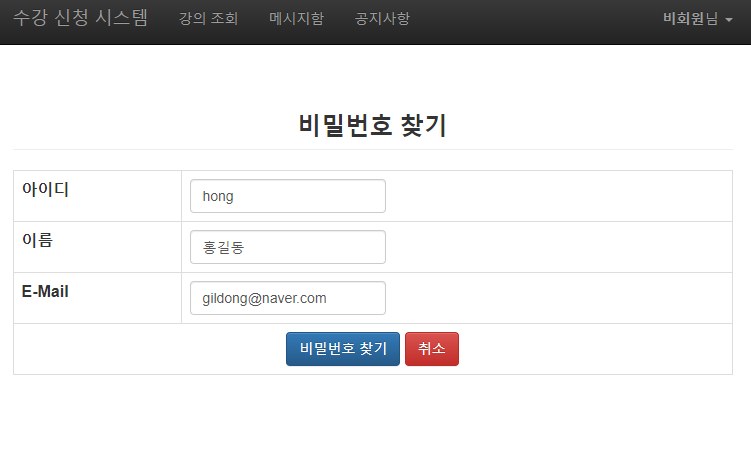 수강 신청 시스템 강의 조회 메시지함 공지사항 비회원님
비밀번호 찾기
아이디 hong
이름 홍길동
E-Mail gildong@naver.com
비밀번호 찾기 취소